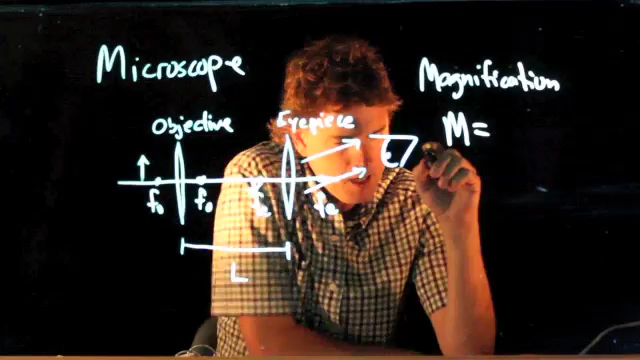 Microscope
Magnification
Objective Eyepiece
M=
fo fo fe fe
L